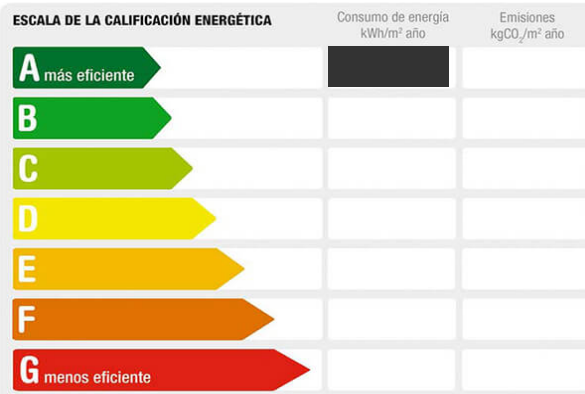 ESCALA DE LA CALIFICACIÓN ENERGÉTICA
Consumo de energía
kWh/m² año
Emisiones
kgCO₂/m² año
A más eficiente
B
C
D
E
F
G menos eficiente